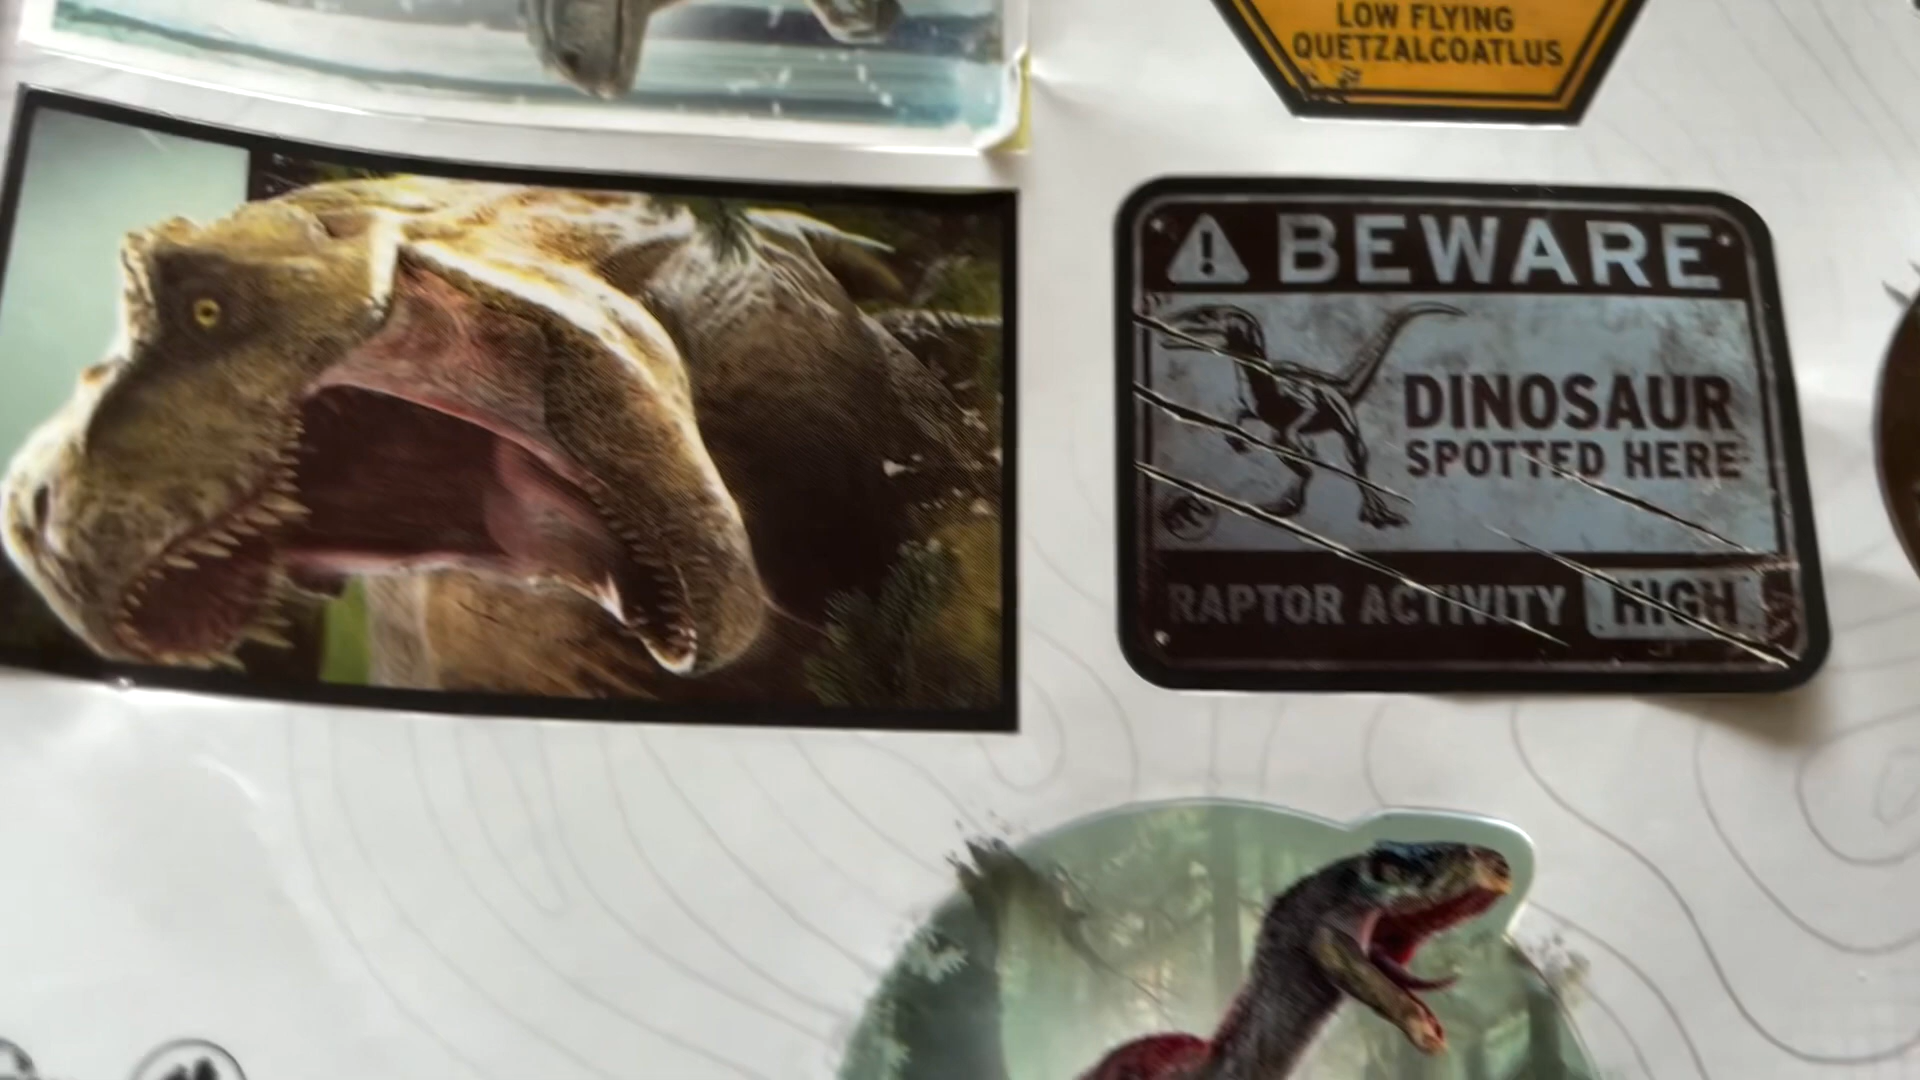 LOW FLYING
QUETZALCOATLUS
BEWARE
DINOSAUR
SPOTTED HERE
RAPTOR ACTIVITY HIGH